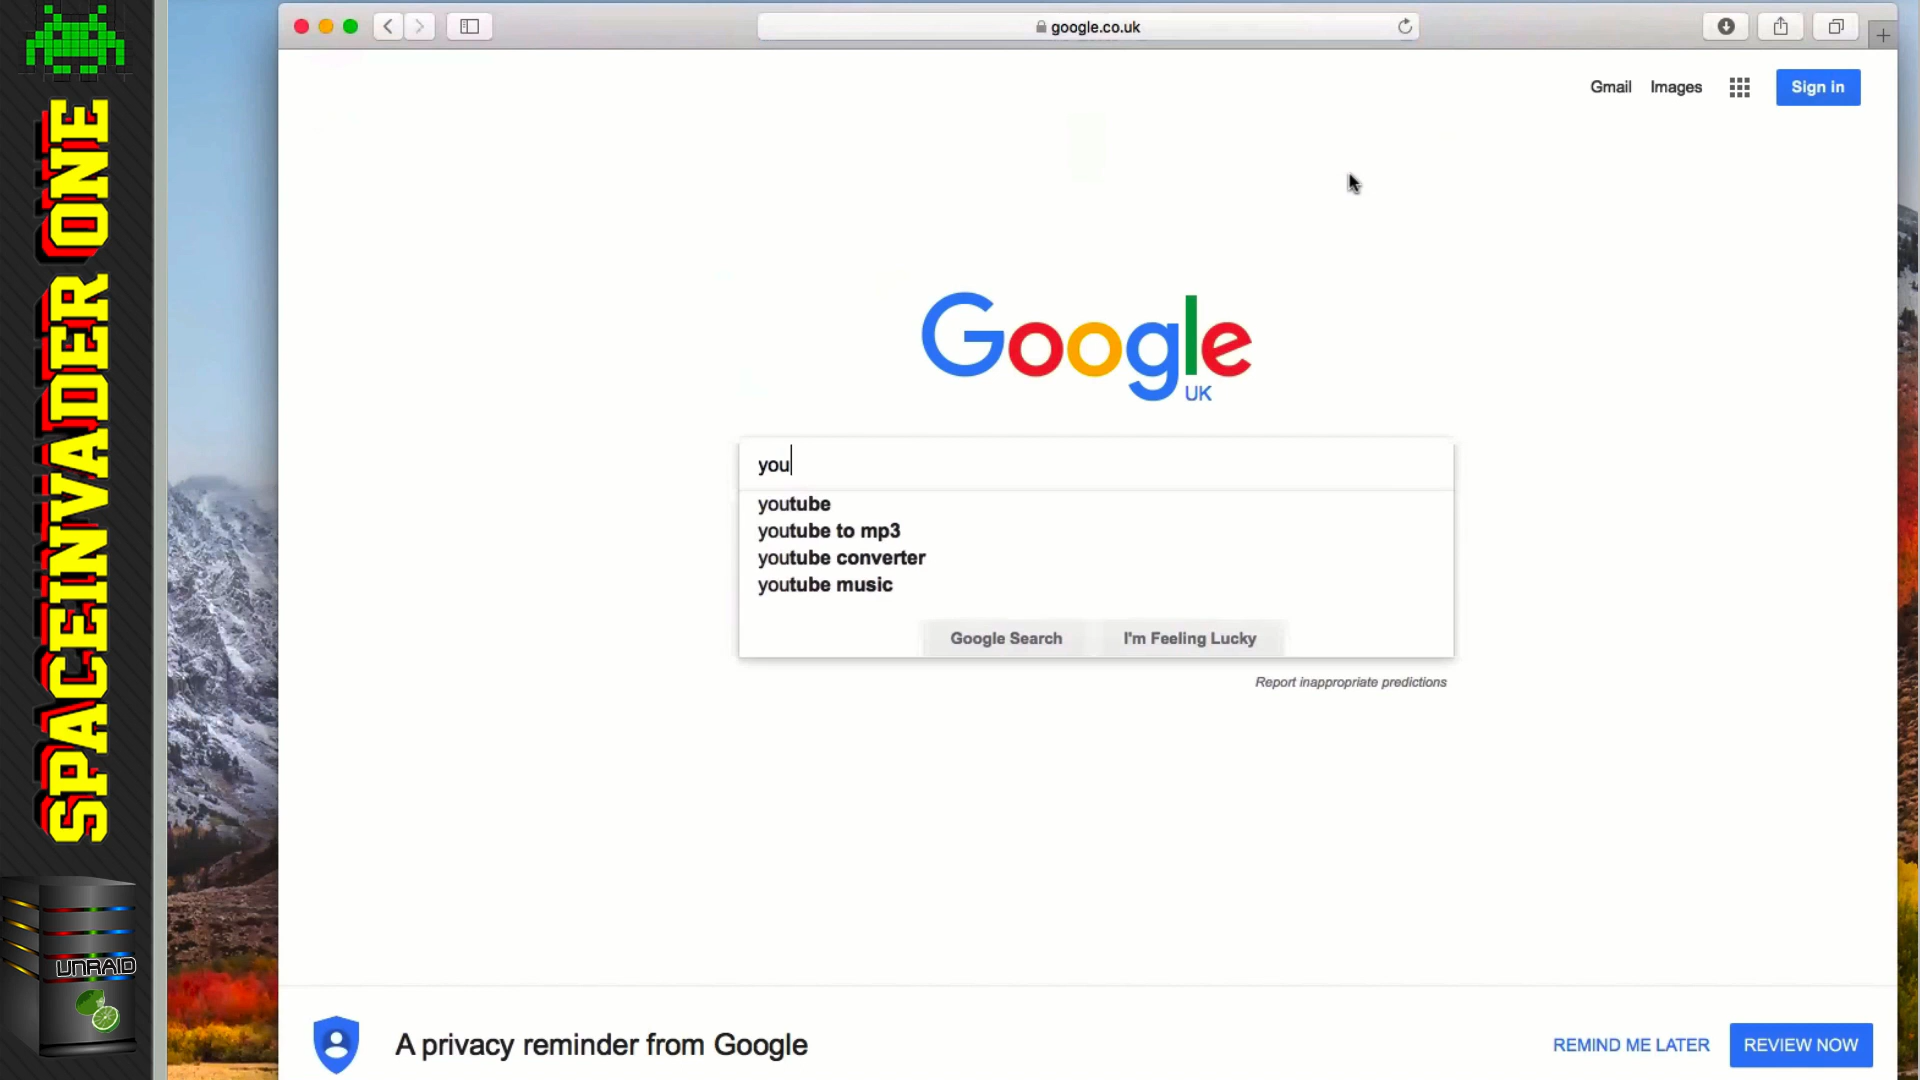 SPACEINVADER ONE
UNRAID
google.co.uk
Gmail Images
Sign in
Google
UK
you
youtube
youtube to mp3
youtube converter
youtube music
Google Search
I'm Feeling Lucky
Report inappropriate predictions
A privacy reminder from Google
REMIND ME LATER
REVIEW NOW